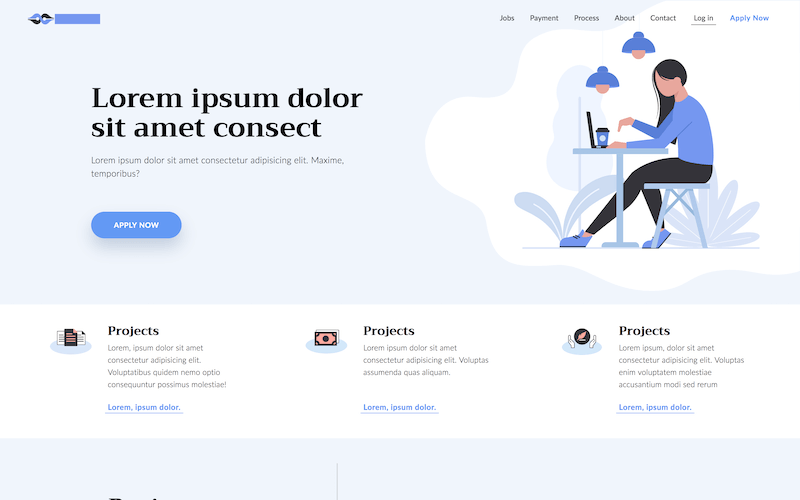 Jobs Payment Process About Contact Log in Apply Now
Lorem ipsum dolor
sit amet consect
Lorem ipsum dolor sit amet consectetur adipisicing elit. Maxime,
temporibus?
APPLY NOW
Projects
Lorem ipsum dolor sit amet
consectetur adipisicing elit.
Voluptatibus quidem nemo optio
consequuntur possimus molestiae!
Lorem, ipsum dolor.
Projects
Lorem ipsum dolor sit amet
consectetur adipisicing elit. Voluptas
assumenda quas aliquam.
Lorem, ipsum dolor.
Projects
Lorem ipsum, dolor sit amet
consectetur adipisicing elit. Voluptas
enim voluptatem molestiae
accusantium modi sed rerum
Lorem, ipsum dolor.